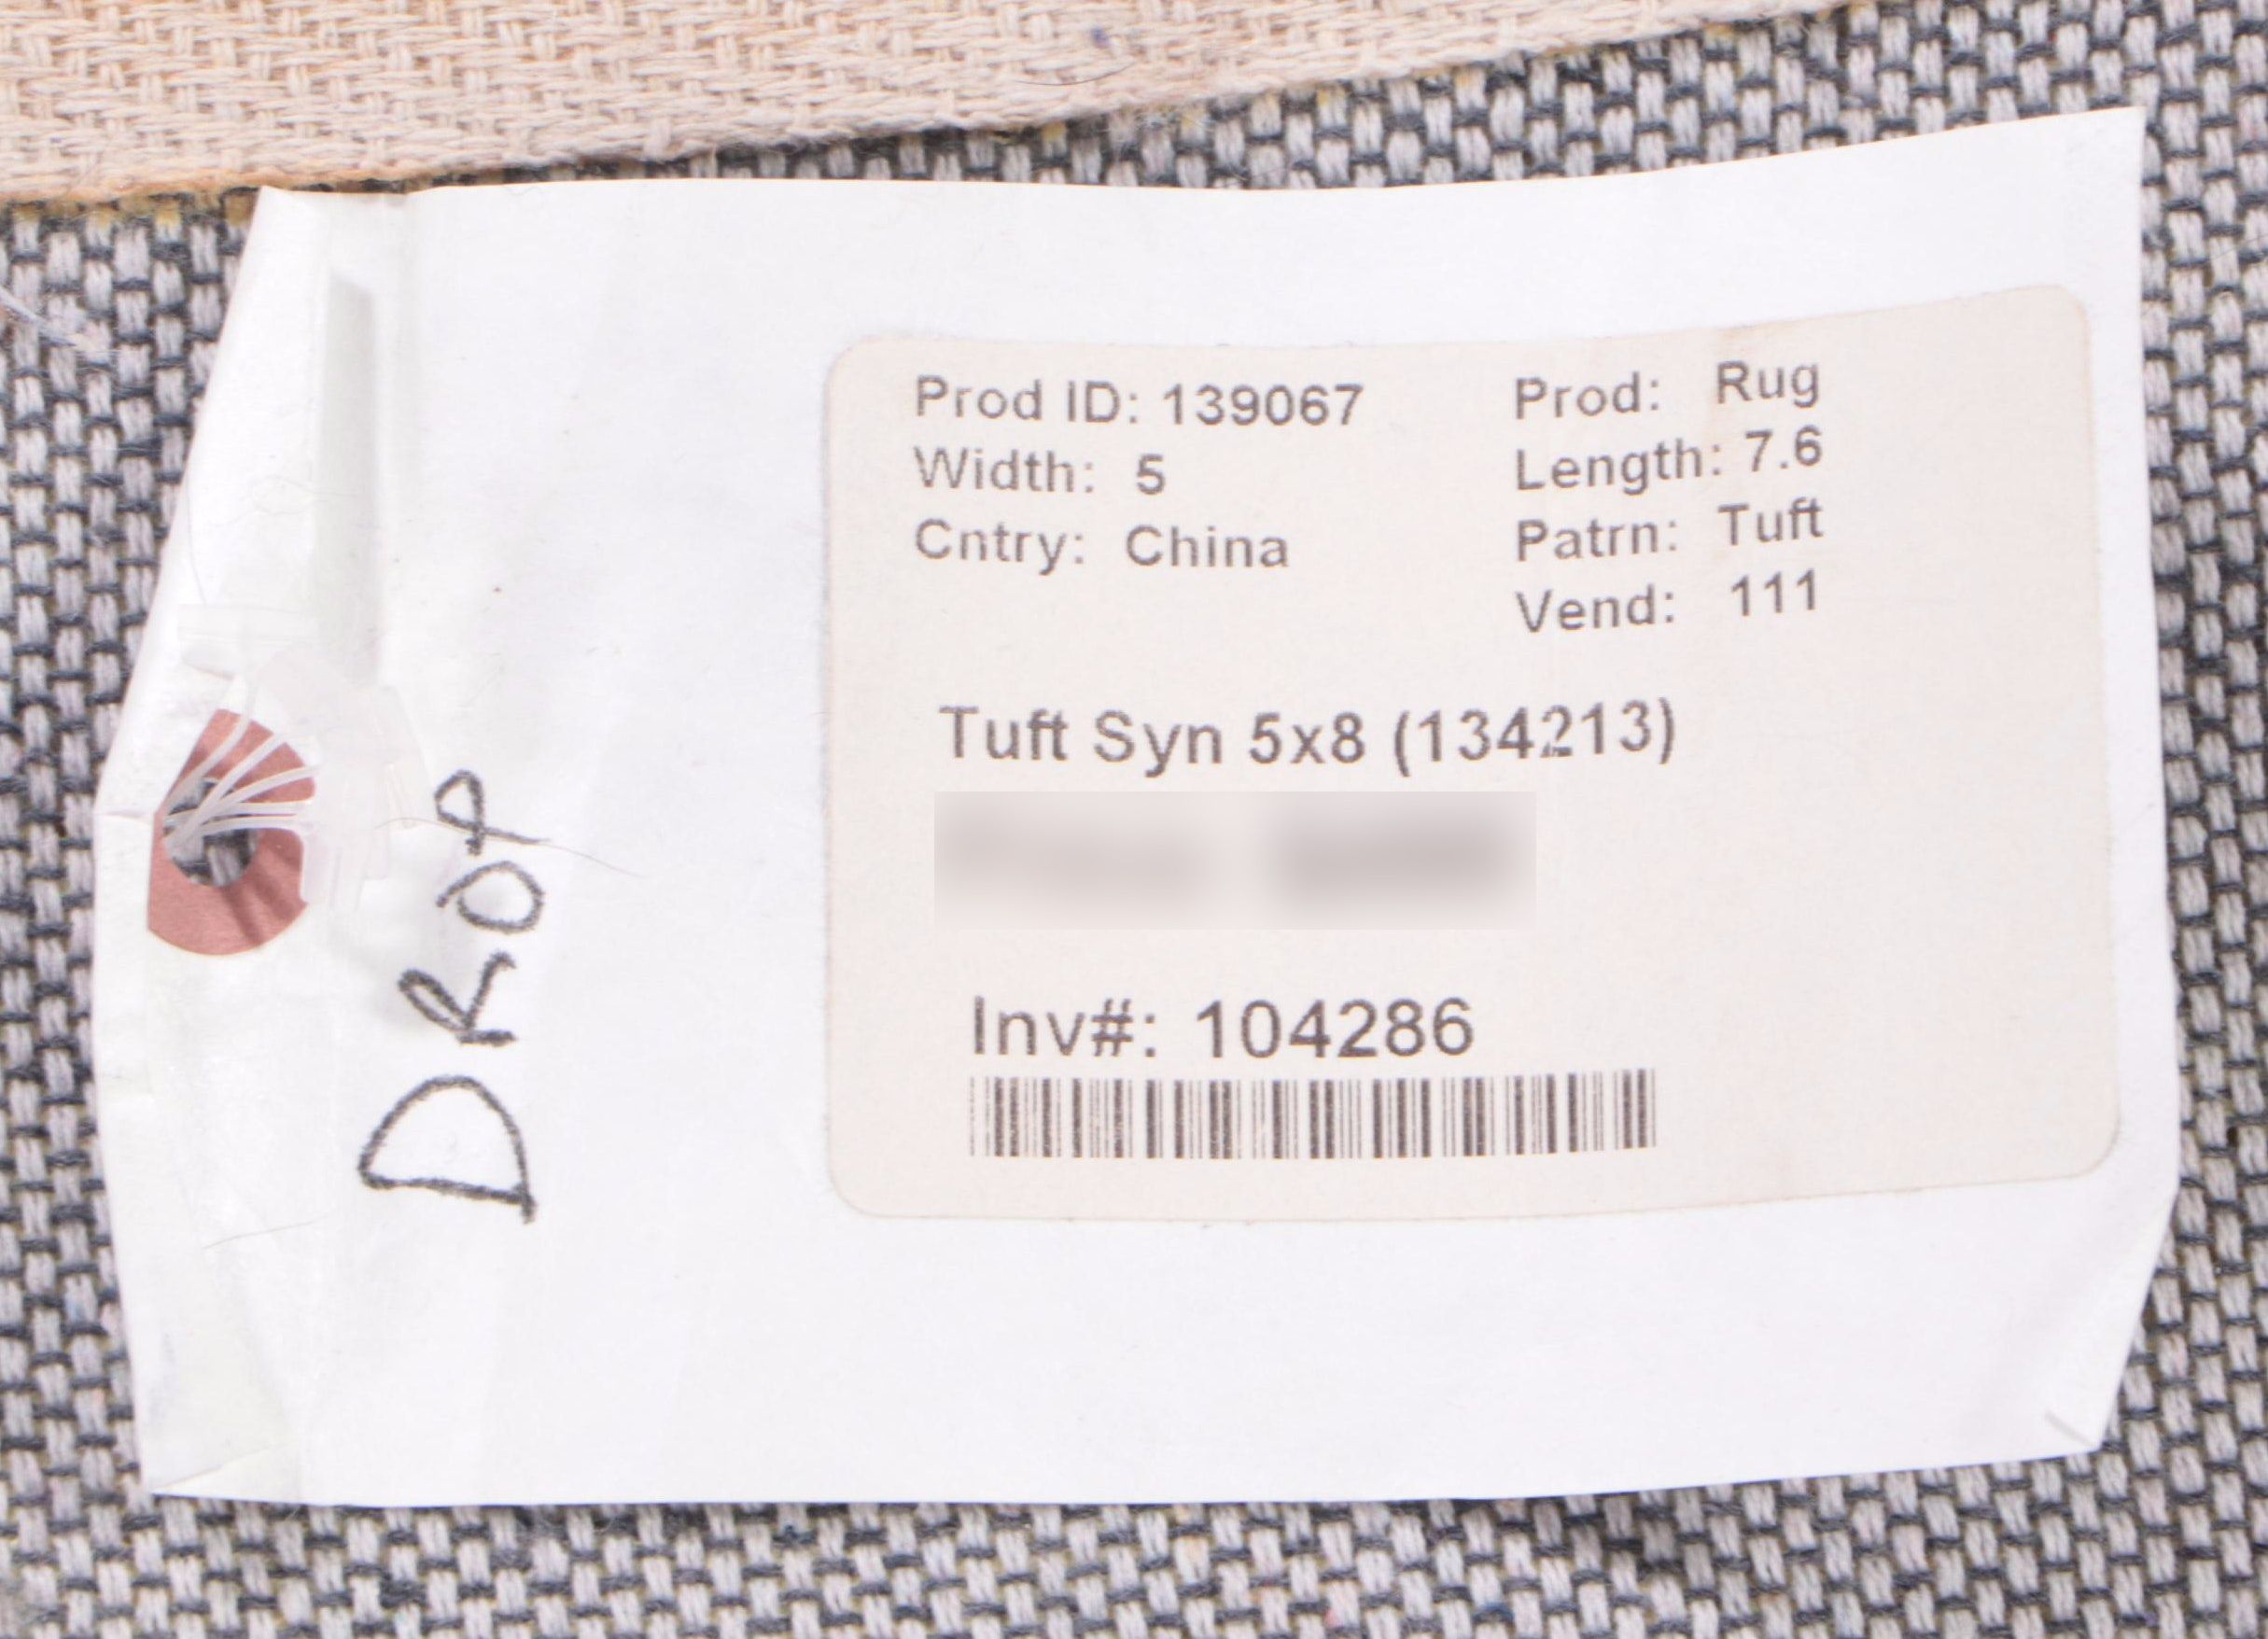 Prod ID: 139067 Prod: Rug
Width: 5 Length: 7.6
Cntry: China Patrn: Tuft
Vend: 111
Tuft Syn 5x8 (134213)
Inv#: 104286
DROP